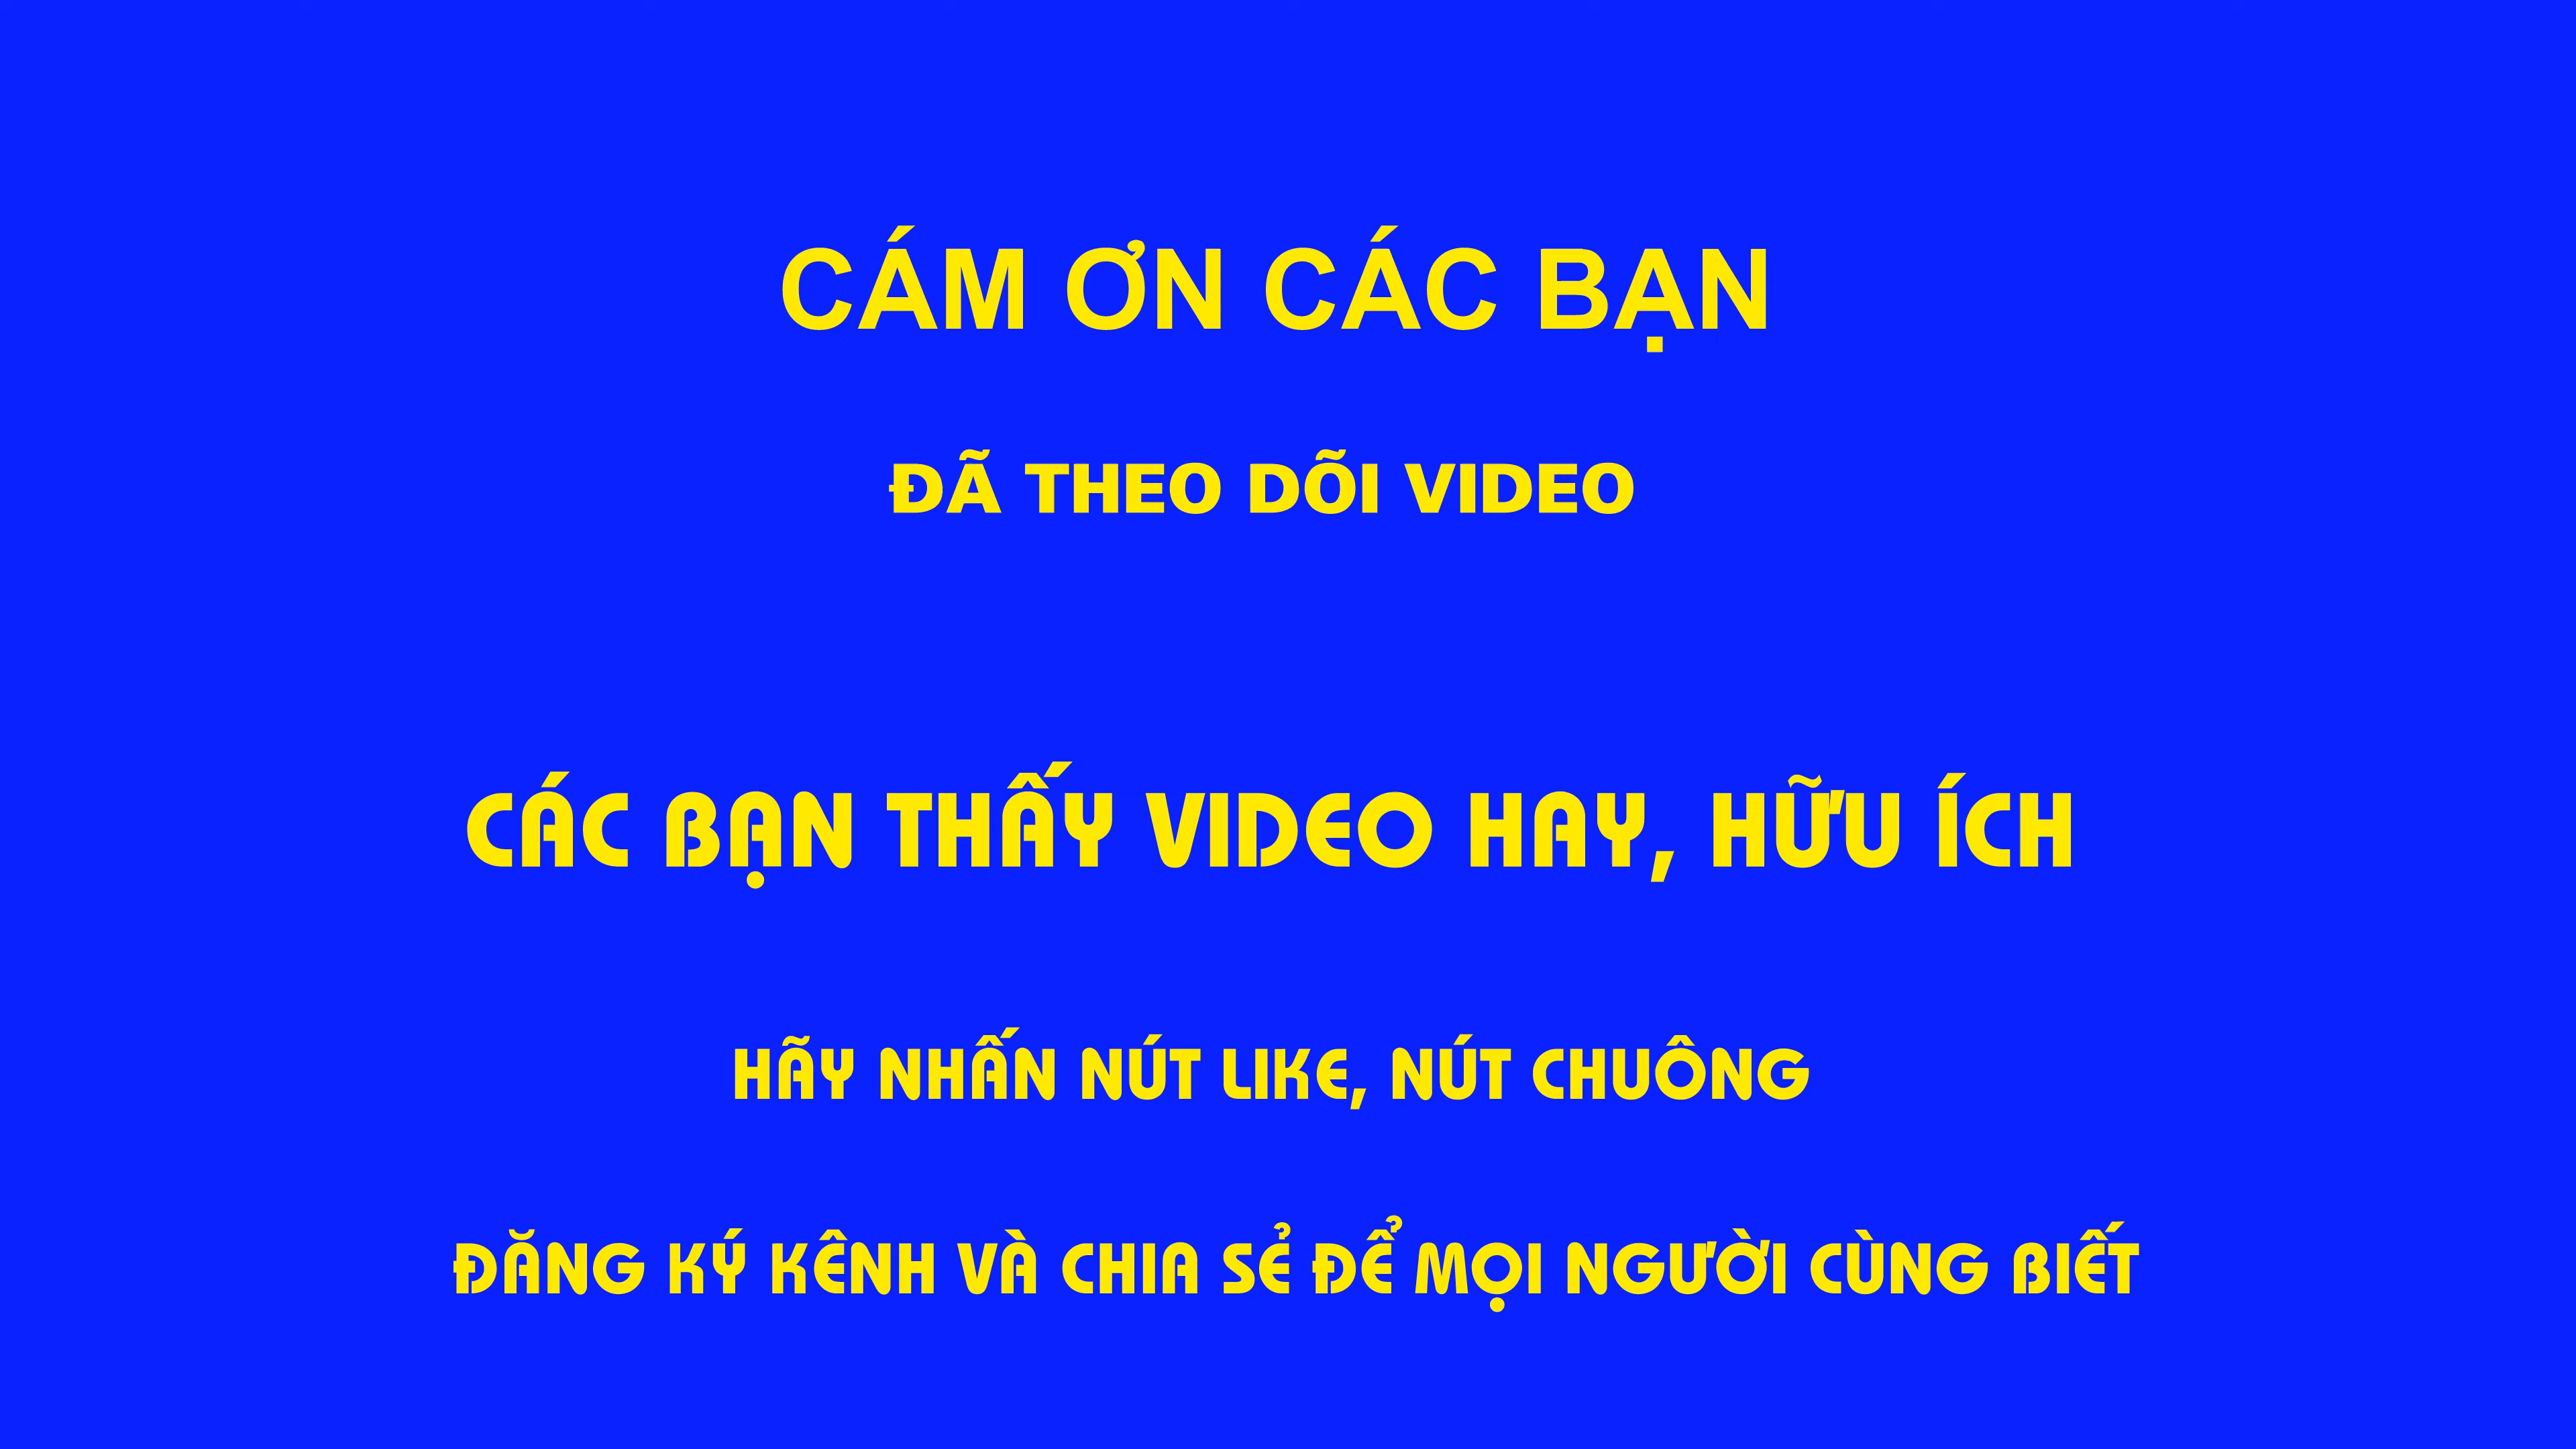 CÁM ƠN CÁC BẠN
ĐÃ THEO DÕI VIDEO
CÁC BẠN THẤY VIDEO HAY, HỮU ÍCH
HÃY NHẤN NÚT LIKE, NÚT CHUÔNG
ĐĂNG KÝ KÊNH VÀ CHIA SẺ ĐỂ MỌI NGƯỜI CÙNG BIẾT